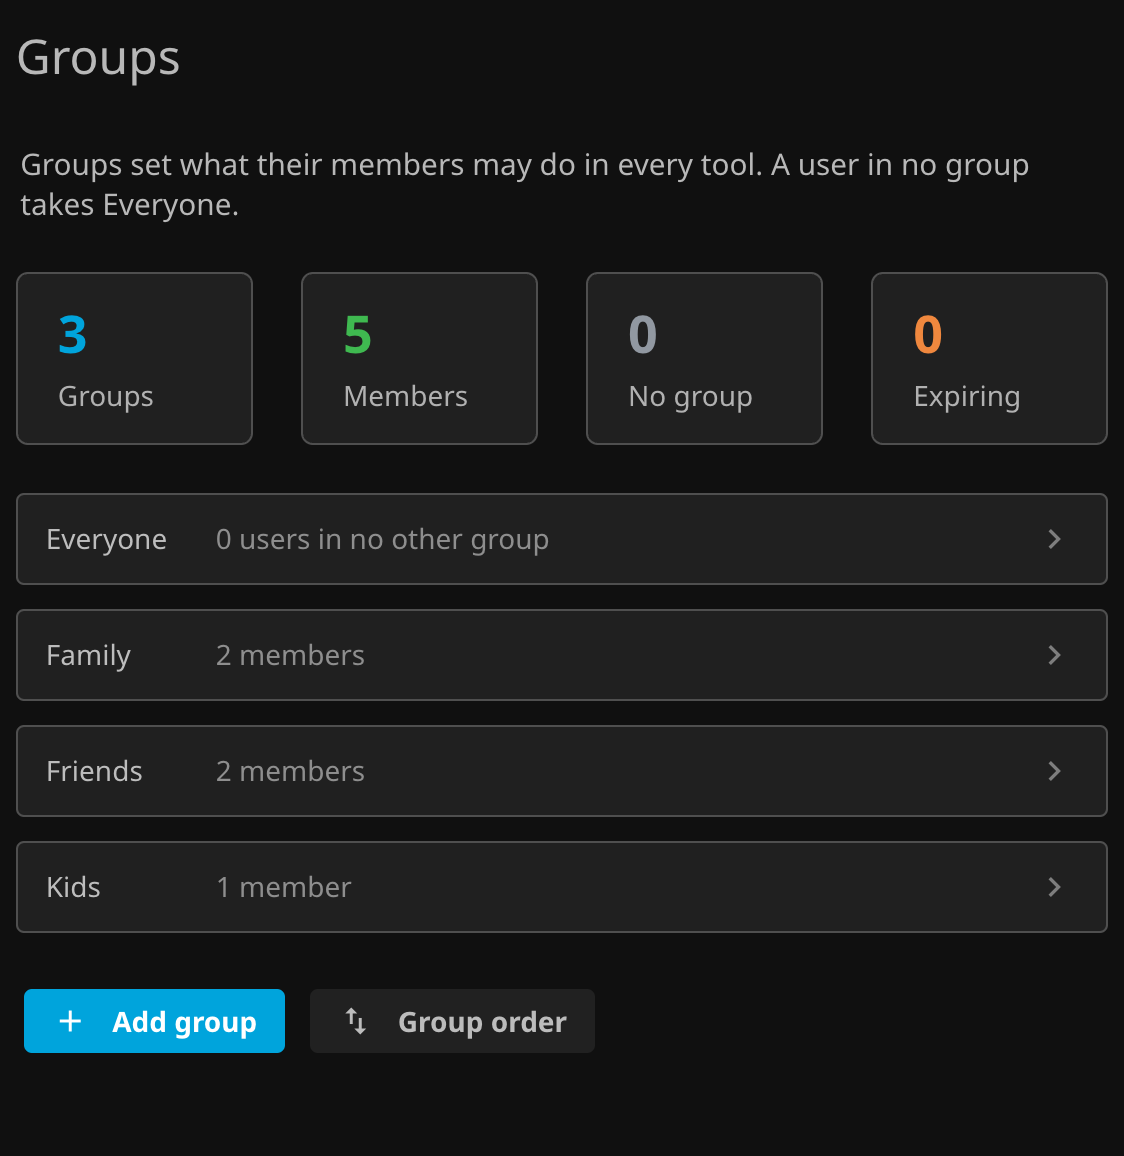 Groups
Groups set what their members may do in every tool. A user in no group
takes Everyone.
3
Groups
5
Members
0
No group
0
Expiring
Everyone 0 users in no other group
Family 2 members
Friends 2 members
Kids 1 member
Add group
Group order